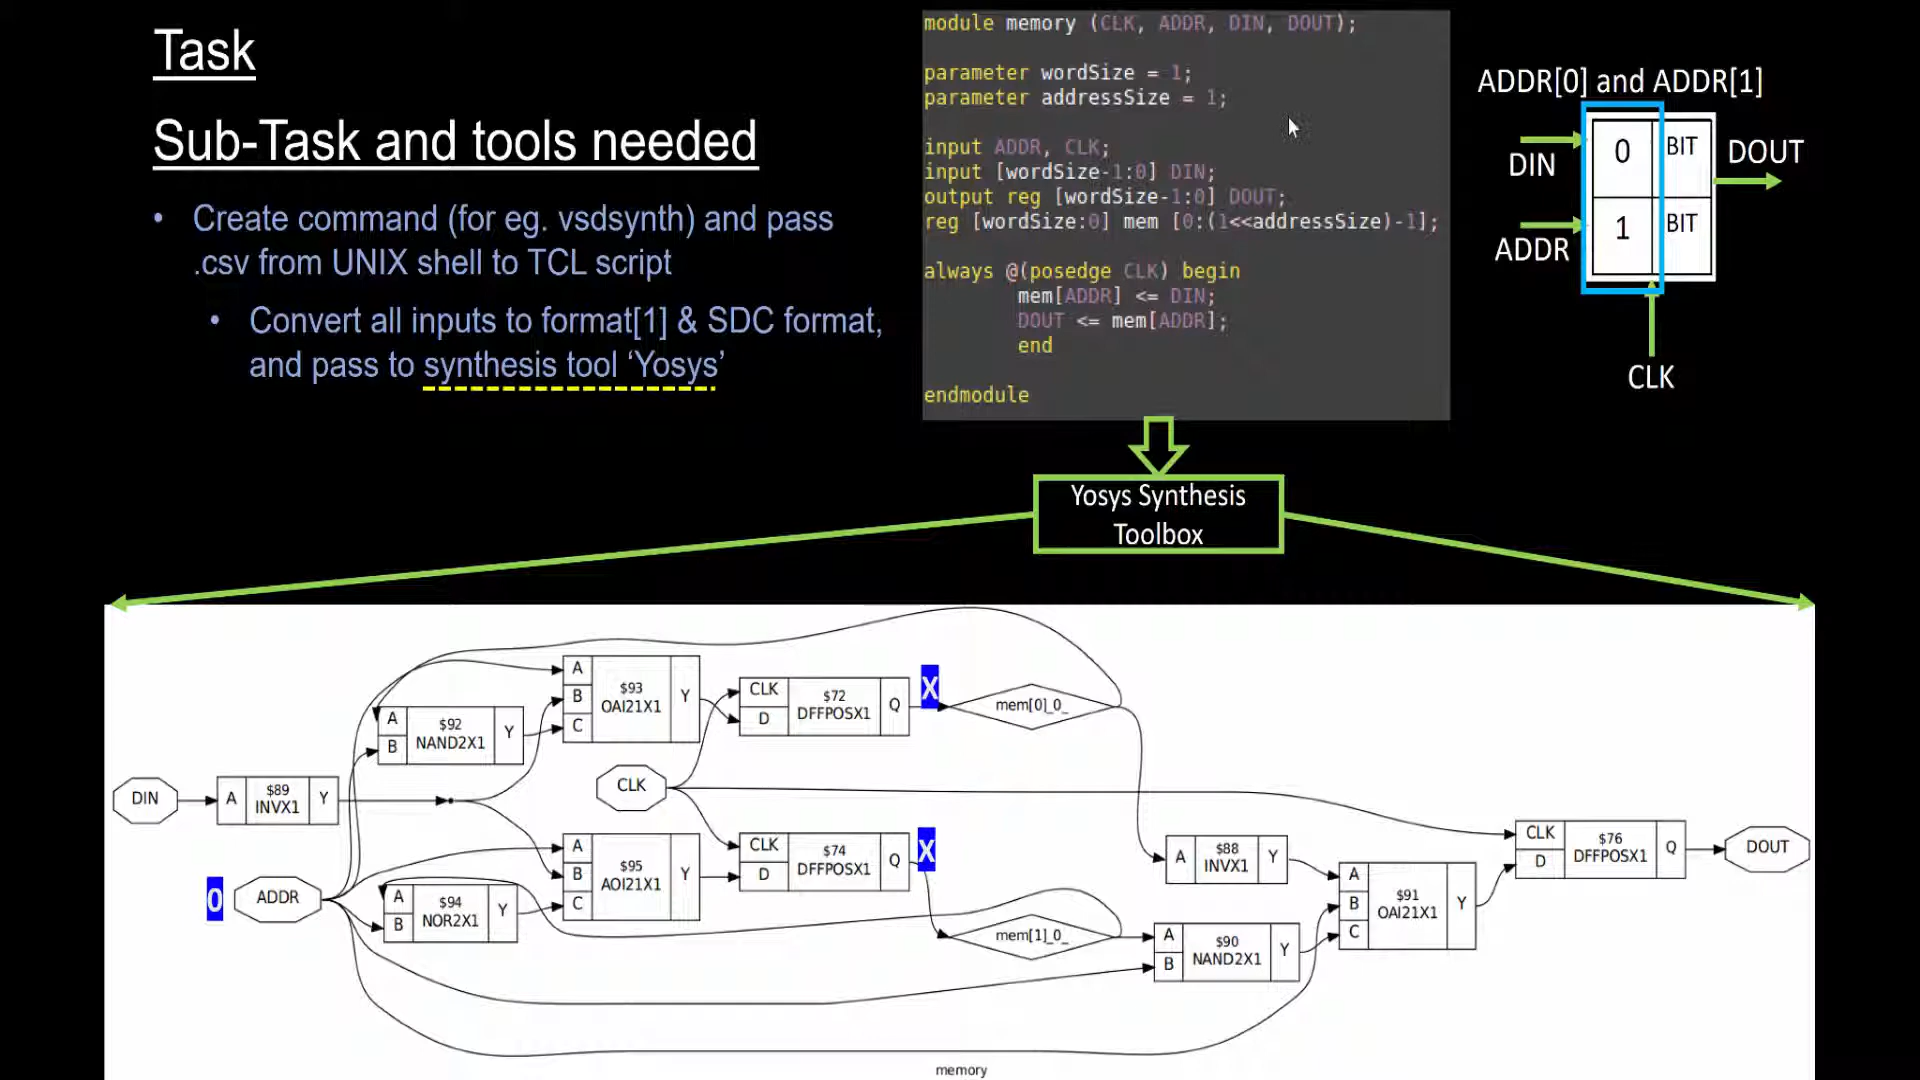 Task
Sub-Task and tools needed
• Create command (for eg. vsdsynth) and pass
.csv from UNIX shell to TCL script
• Convert all inputs to format[1] & SDC format,
and pass to synthesis tool ‘Yosys’
module memory (CLK, ADDR, DIN, DOUT);
parameter wordSize = 1;
parameter addressSize = 1;
input ADDR, CLK;
input [wordSize-1:0] DIN;
output reg [wordSize-1:0] DOUT;
reg [wordSize:0] mem [0:(1<<addressSize)-1];
always @(posedge CLK) begin
mem[ADDR] <= DIN;
DOUT <= mem[ADDR];
end
endmodule
ADDR[0] and ADDR[1]
DIN
0
BIT
DOUT
ADDR
1
BIT
CLK
Yosys Synthesis
Toolbox
A
B
C
$93
OAI21X1
Y
A
B
$92
NAND2X1
Y
CLK
D
$72
DFFPOSX1
Q
X
mem[0]_0_
DIN
A
$89
INVX1
Y
CLK
A
B
C
$95
AOI21X1
Y
CLK
D
$74
DFFPOSX1
Q
X
0
ADDR
A
B
$94
NOR2X1
Y
mem[1]_0_
A
$88
INVX1
Y
A
B
$90
NAND2X1
Y
A
B
C
$91
OAI21X1
Y
CLK
D
$76
DFFPOSX1
Q
DOUT
memory